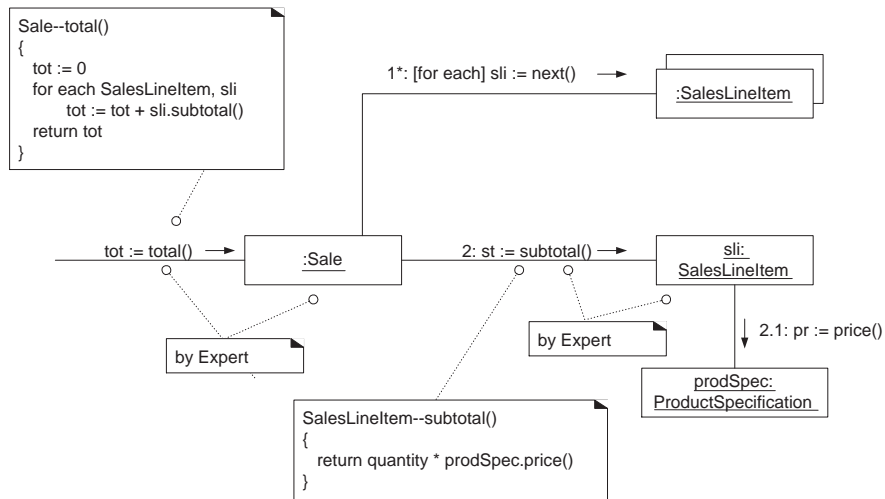 Sale--total()
{
tot := 0
for each SalesLineItem, sli
tot := tot + sli.subtotal()
return tot
}
1*: [for each] sli := next()
:SalesLineItem
tot := total()
:Sale
2: st := subtotal()
sli:
SalesLineItem
by Expert
by Expert
2.1: pr := price()
prodSpec:
ProductSpecification
SalesLineItem--subtotal()
{
return quantity * prodSpec.price()
}